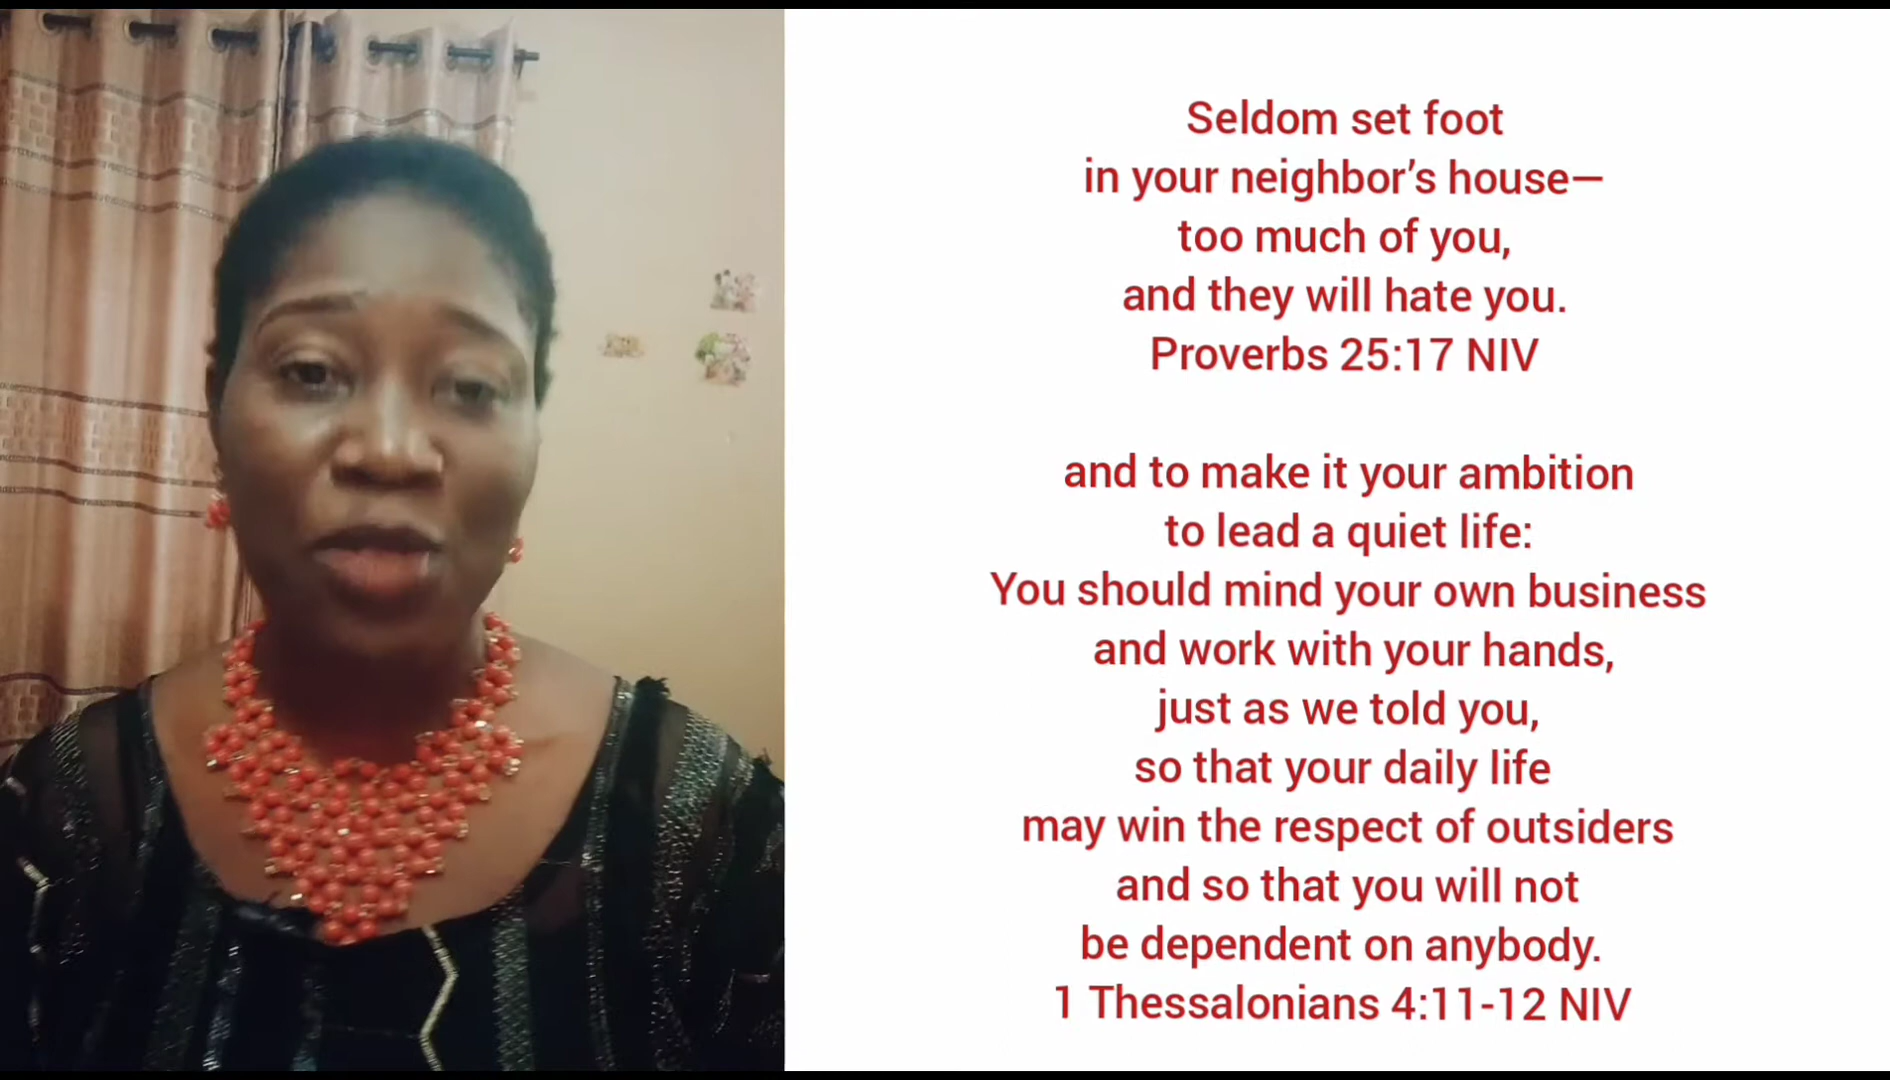 Seldom set foot
in your neighbor’s house—
too much of you,
and they will hate you.
Proverbs 25:17 NIV
and to make it your ambition
to lead a quiet life:
You should mind your own business
and work with your hands,
just as we told you,
so that your daily life
may win the respect of outsiders
and so that you will not
be dependent on anybody.
1 Thessalonians 4:11-12 NIV